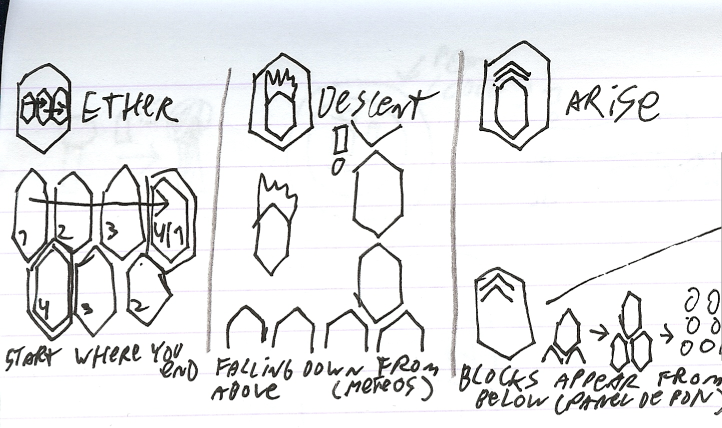 ETHER
1 2 3 4/1
4 3 2
START WHERE YOU
END
DESCENT
FALLING DOWN FROM
ABOVE (METEOS)
ARISE
BLOCKS APPEAR FROM
BELOW (PANEL DE PON)